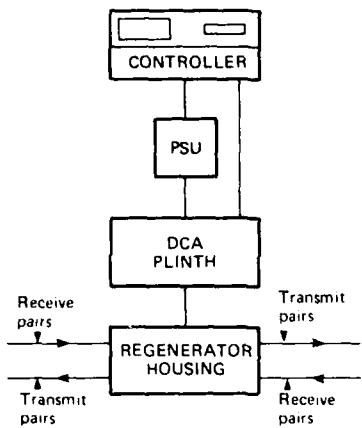 CONTROLLER
PSU
DCA
PLINTH
Receive
pairs
Transmit
pairs
REGENERATOR
HOUSING
Transmit
pairs
Receive
pairs